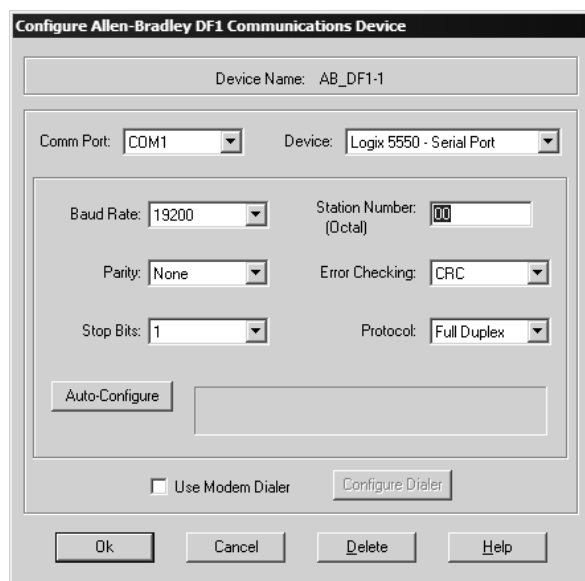 Configure Allen-Bradley DF1 Communications Device
Device Name: AB_DF1-1
Comm Port: COM1 Device: Logix 5550 - Serial Port
Baud Rate: 19200 Station Number: 00
(Octal)
Parity: None Error Checking: CRC
Stop Bits: 1 Protocol: Full Duplex
Auto-Configure
Use Modem Dialer Configure Dialer
Ok Cancel Delete Help